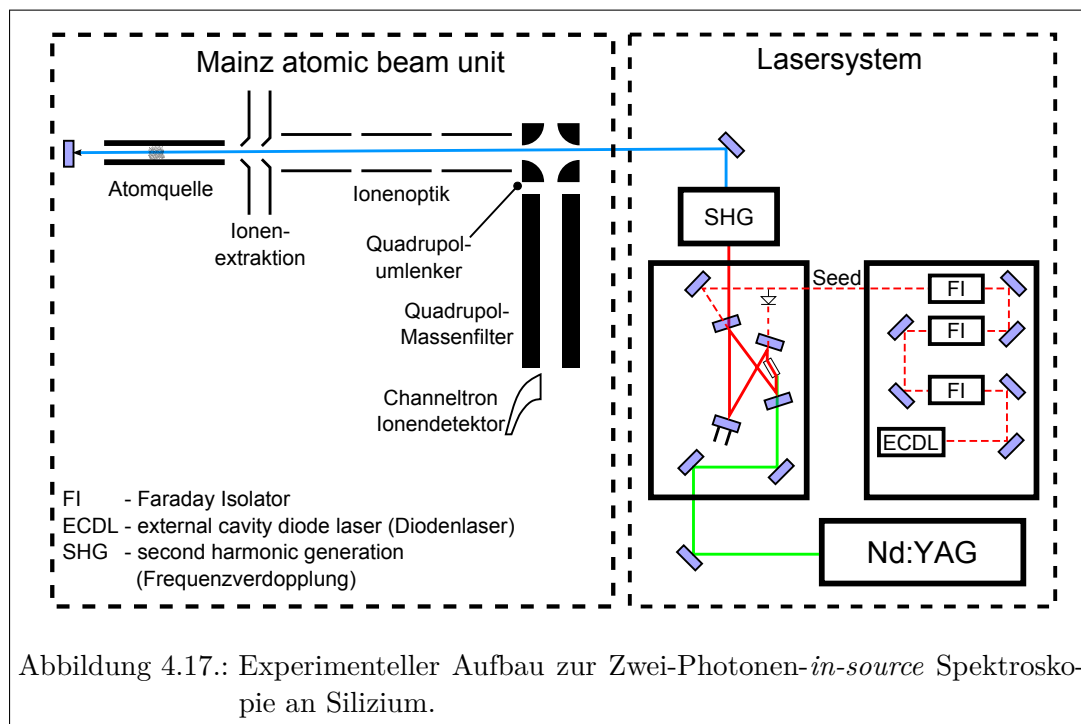 Mainz atomic beam unit
Lasersystem
Atomquelle
Ionen-
extraktion
Ionenoptik
Quadrupol-
umlenker
Quadrupol-
Massenfilter
Channeltron
Ionendetektor
SHG
Seed
FI
FI
FI
ECDL
Nd:YAG
FI - Faraday Isolator
ECDL - external cavity diode laser (Diodenlaser)
SHG - second harmonic generation
(Frequenzverdopplung)
Abbildung 4.17.: Experimenteller Aufbau zur Zwei-Photonen-in-source Spektrosko-
pie an Silizium.